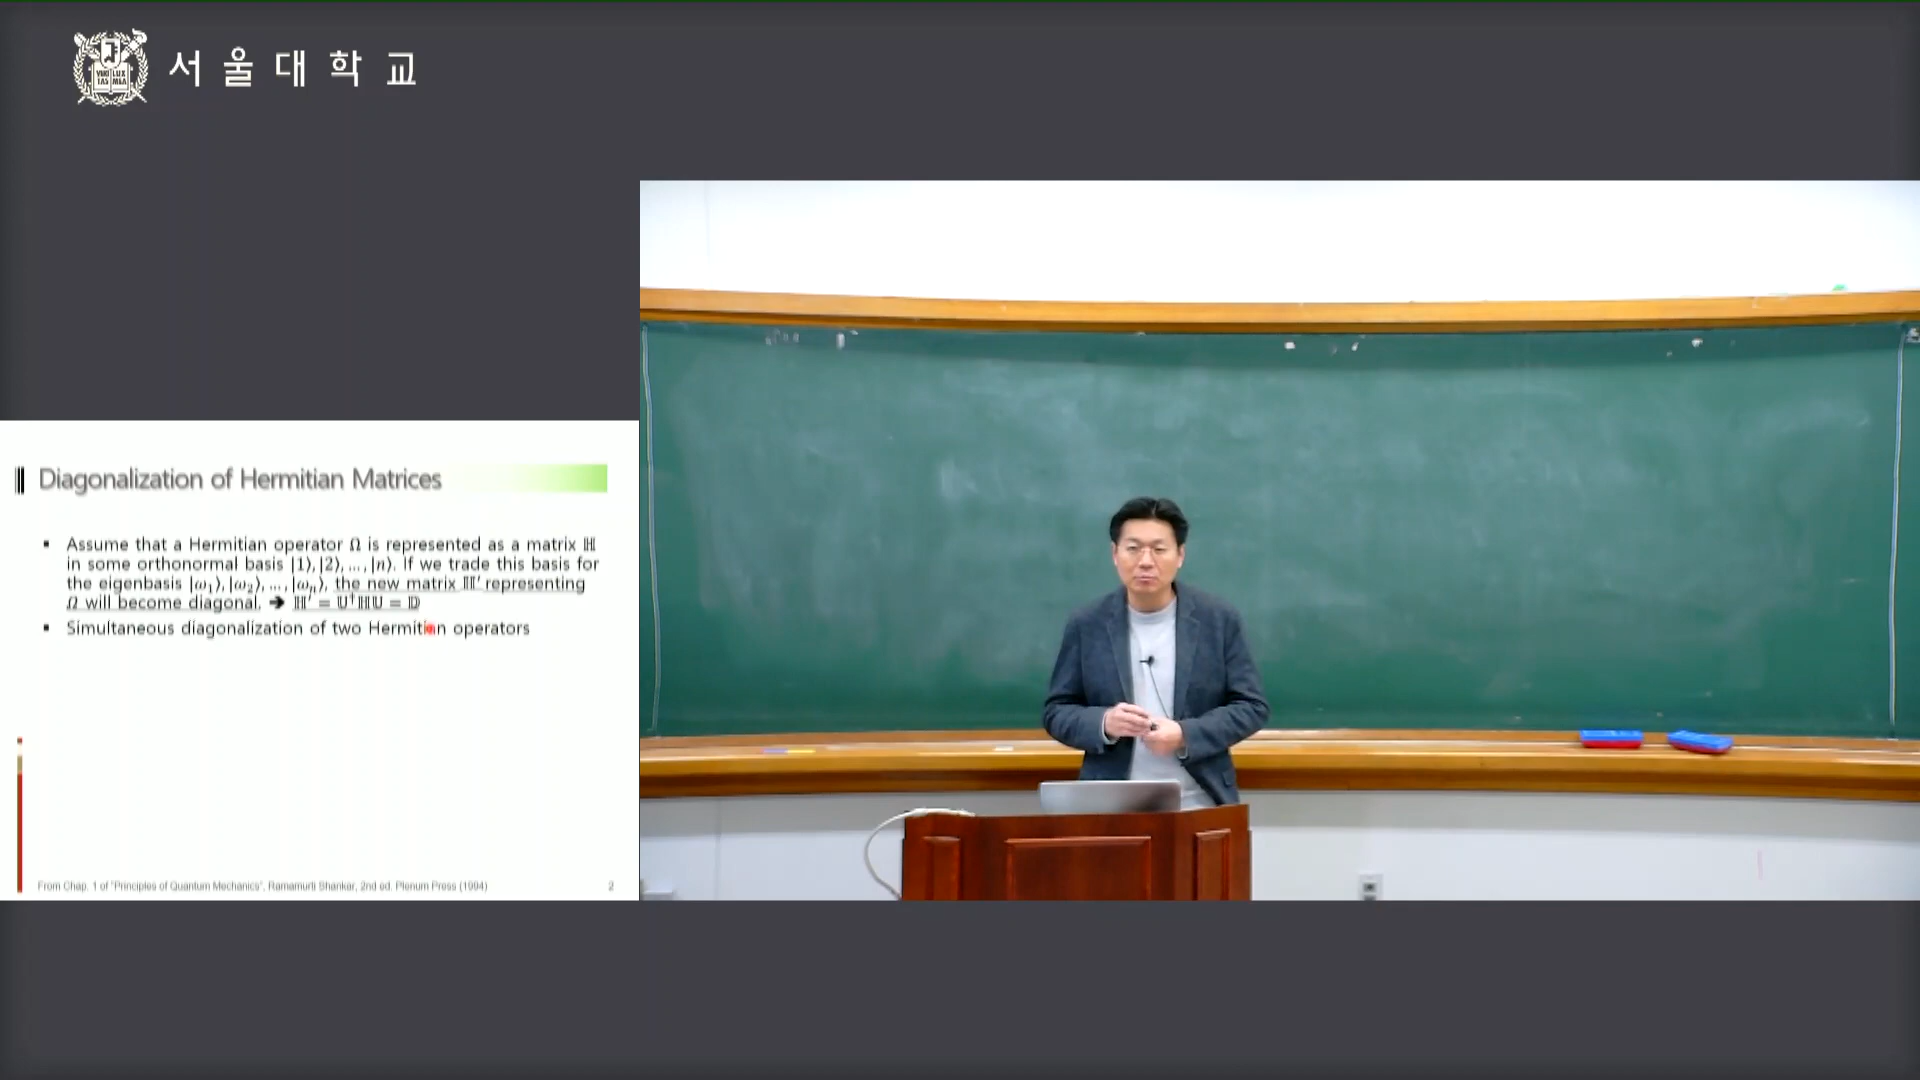 서울대학교
Diagonalization of Hermitian Matrices
▪ Assume that a Hermitian operator Ω is represented as a matrix ℍ
in some orthonormal basis |1⟩,|2⟩,…,|n⟩. If we trade this basis for
the eigenbasis |ω₁⟩,|ω₂⟩,…,|ωₙ⟩, the new matrix ℍ′ representing
Ω will become diagonal. ➔ ℍ′ = 𝕌†ℍ𝕌 = 𝔻
▪ Simultaneous diagonalization of two Hermitian operators
From Chap. 1 of "Principles of Quantum Mechanics", Ramamurti Shankar, 2nd ed. Plenum Press (1994)
2